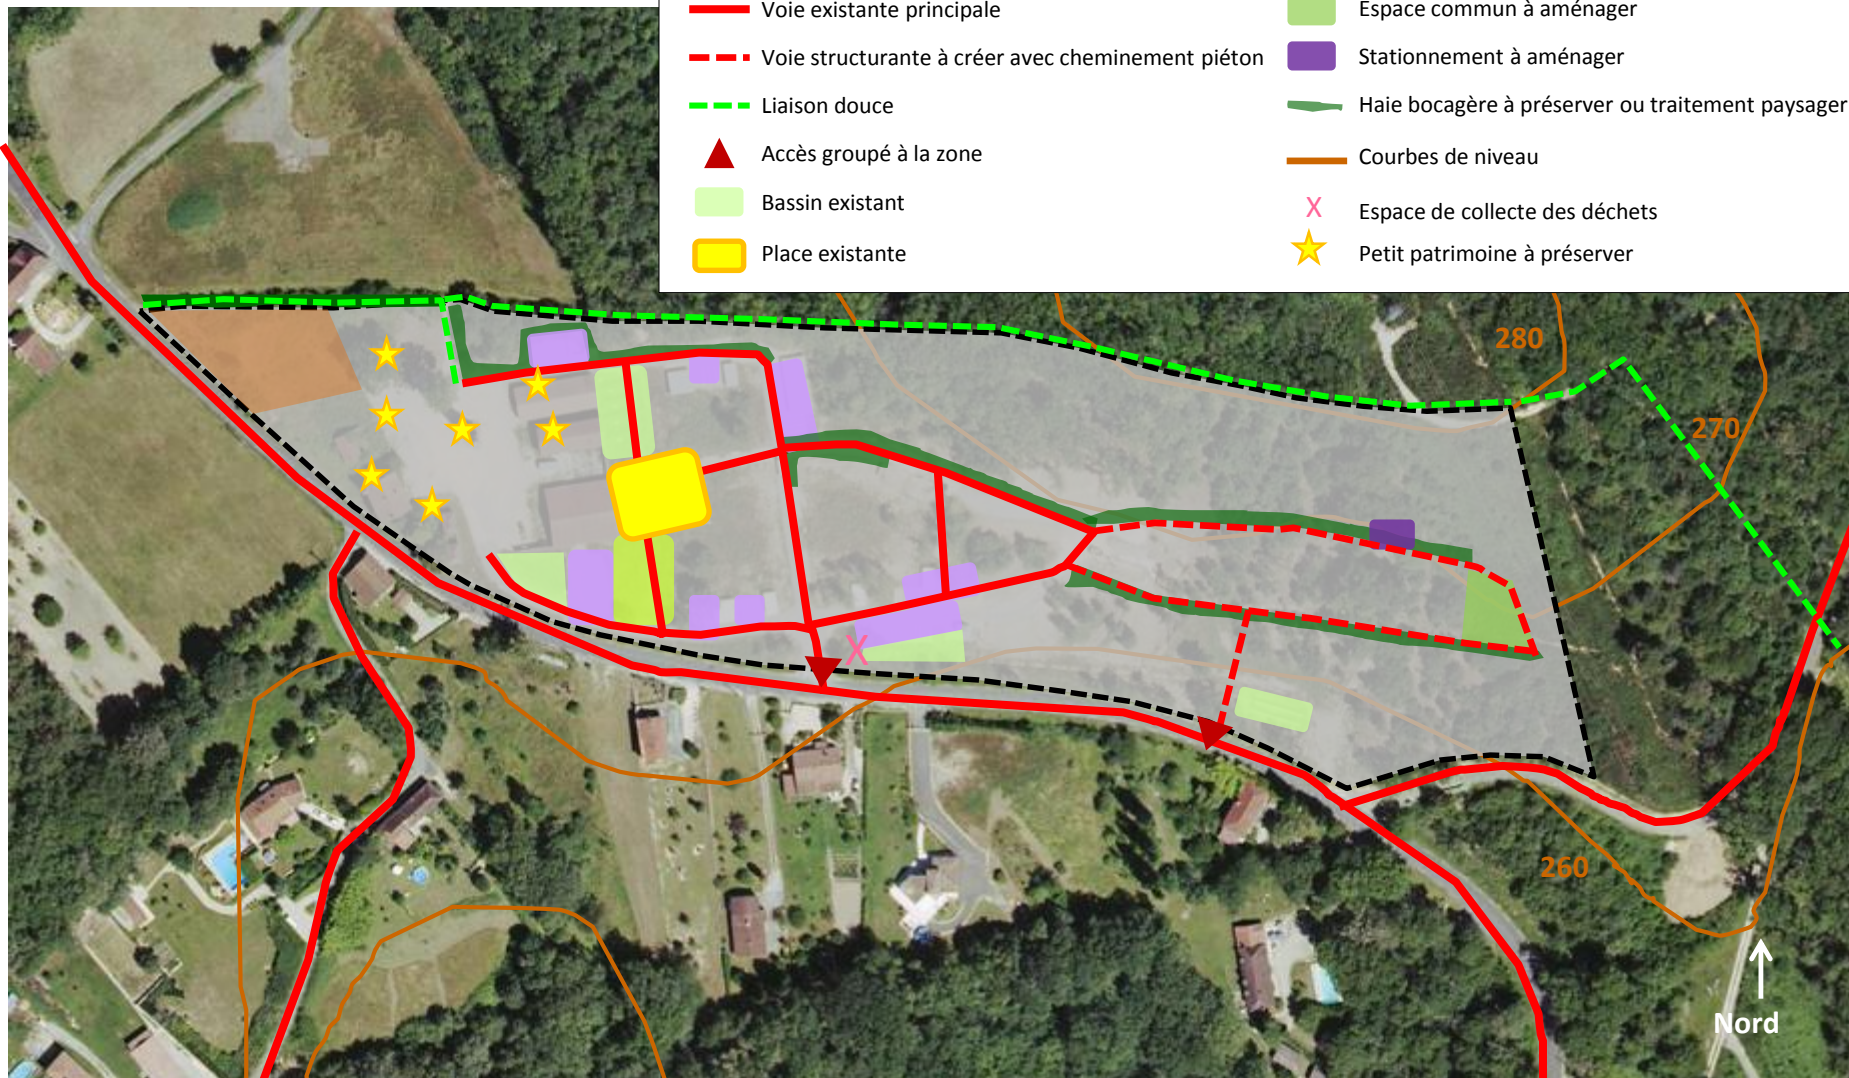 Voie existante principale
Espace commun à aménager
Voie structurante à créer avec cheminement piéton
Stationnement à aménager
Liaison douce
Haie bocagère à préserver ou traitement paysager
Accès groupé à la zone
Courbes de niveau
Bassin existant
X Espace de collecte des déchets
Place existante
Petit patrimoine à préserver
280
270
X
260
Nord